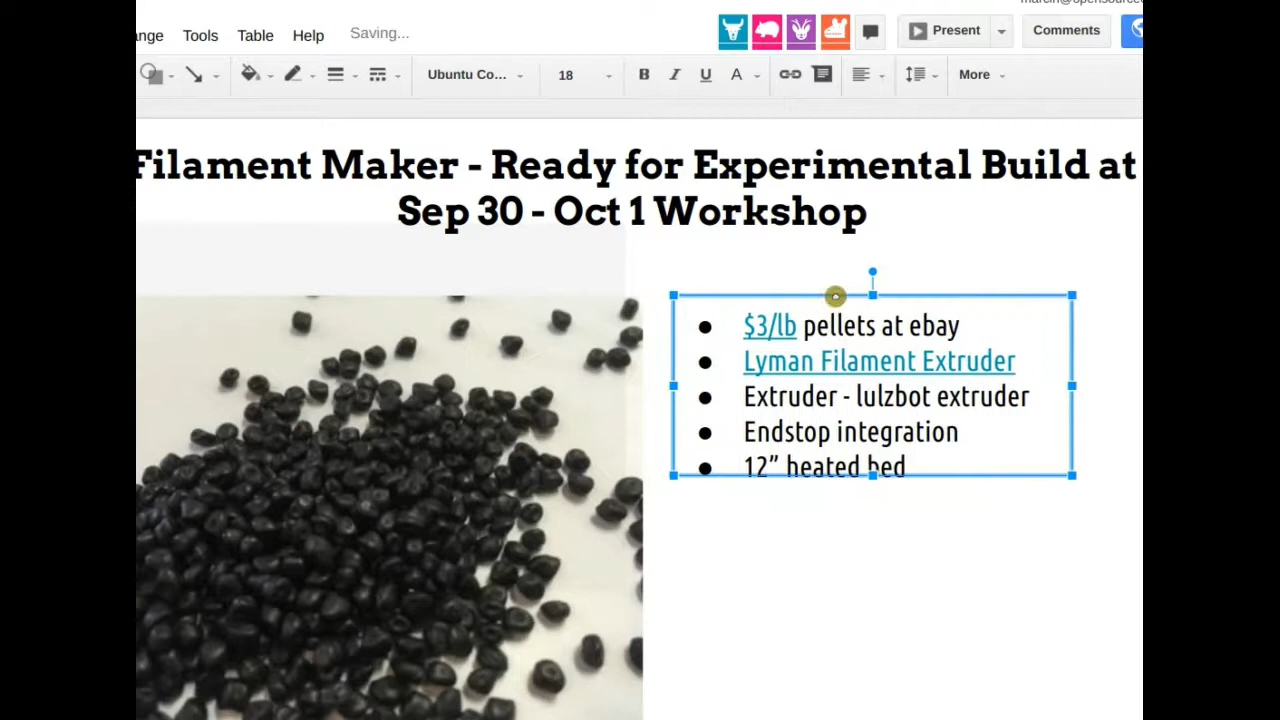 ange Tools Table Help Saving...
Present Comments
Ubuntu Co... 18 B I U A More
Filament Maker - Ready for Experimental Build at
Sep 30 - Oct 1 Workshop
● $3/lb pellets at ebay
● Lyman Filament Extruder
● Extruder - lulzbot extruder
● Endstop integration
● 12” heated bed